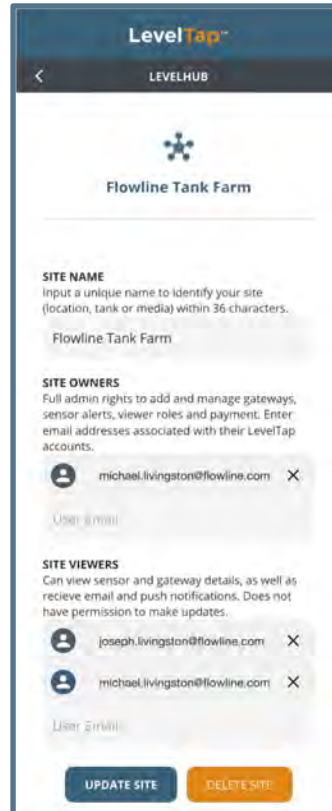 LevelTap™
LEVELHUB
Flowline Tank Farm
SITE NAME
Input a unique name to identify your site
(location, tank or media) within 36 characters.
Flowline Tank Farm
SITE OWNERS
Full admin rights to add and manage gateways,
sensor alerts, viewer roles and payment. Enter
email addresses associated with their LevelTap
accounts.
michael.livingston@flowline.com
User Email
SITE VIEWERS
Can view sensor and gateway details, as well as
recieve email and push notifications. Does not
have permission to make updates.
joseph.livingston@flowline.com
michael.livingston@flowline.com
User Email
UPDATE SITE DELETE SITE